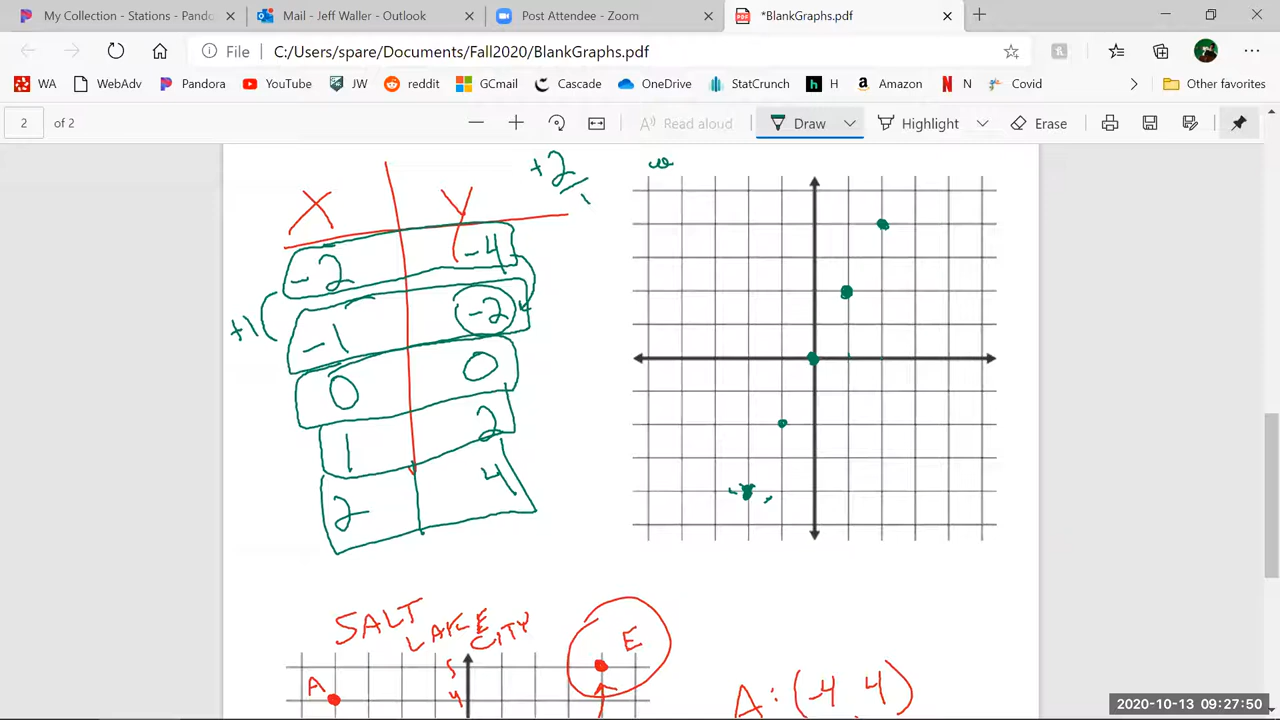 y Collection - Stations - Pando
Mail - Jeff Waller - Outlook
Post Attendee - Zoom
*BlankGraphs.pdf
File
C:/Users/spare/Documents/Fall2020/BlankGraphs.pdf
WA
WebAdv
Pandora
YouTube
JW
reddit
GCmail
Cascade
OneDrive
StatCrunch
H
Amazon
N
Covid
Other favorites
2 of 2
Read aloud
Draw
Highlight
Erase
X Y +2/1
-2 -4
+1
-1 -2
0 0
1 2
2 4
SALT
LAKE
CITY
E
5
A
4
A: (-4 4)
2020-10-13 09:27:50